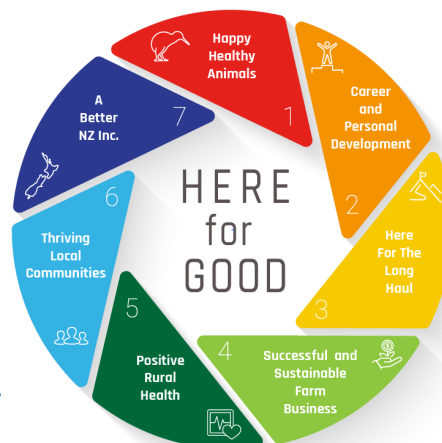 HERE
for
GOOD
Happy
Healthy
Animals
1
Career
and
Personal
Development
2
Here
For The
Long
Haul
3
Successful and
Sustainable
Farm
Business
4
Positive
Rural
Health
5
Thriving
Local
Communities
6
A
Better
NZ Inc.
7